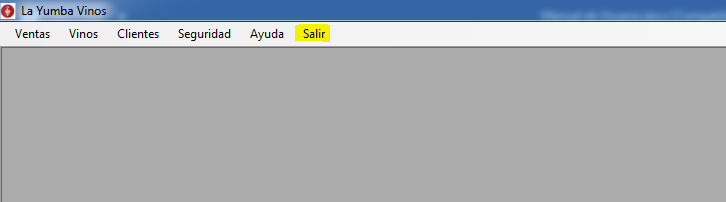 La Yumba Vinos
Ventas Vinos Clientes Seguridad Ayuda Salir